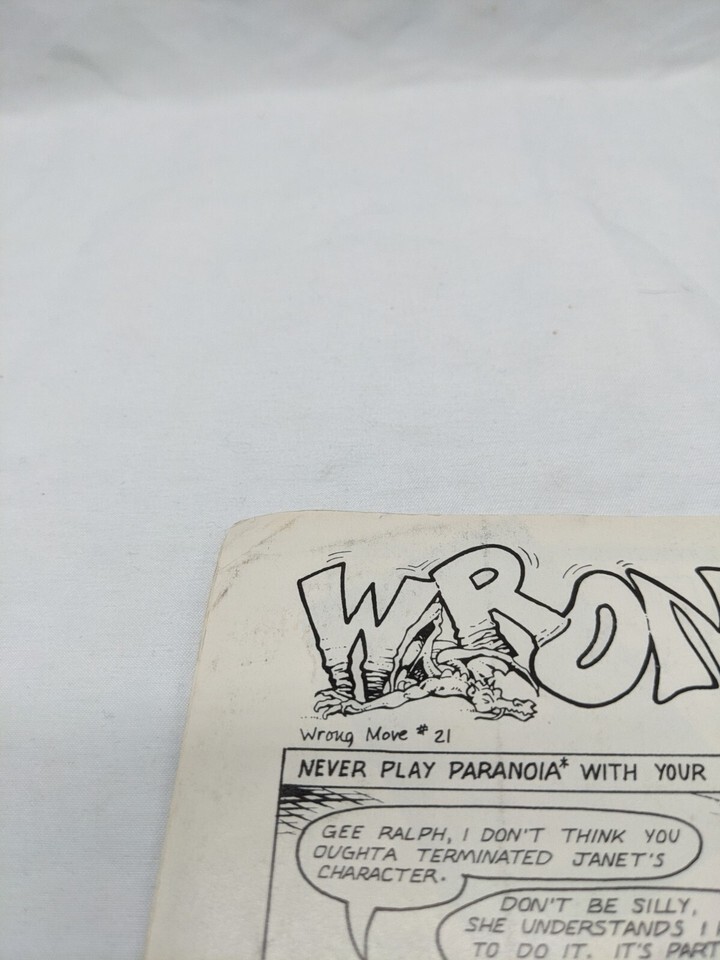 WRON
Wrong Move # 21
NEVER PLAY PARANOIA* WITH YOUR
GEE RALPH, I DON'T THINK YOU
OUGHTA TERMINATED JANET'S
CHARACTER.
DON'T BE SILLY,
SHE UNDERSTANDS I
TO DO IT. IT'S PART